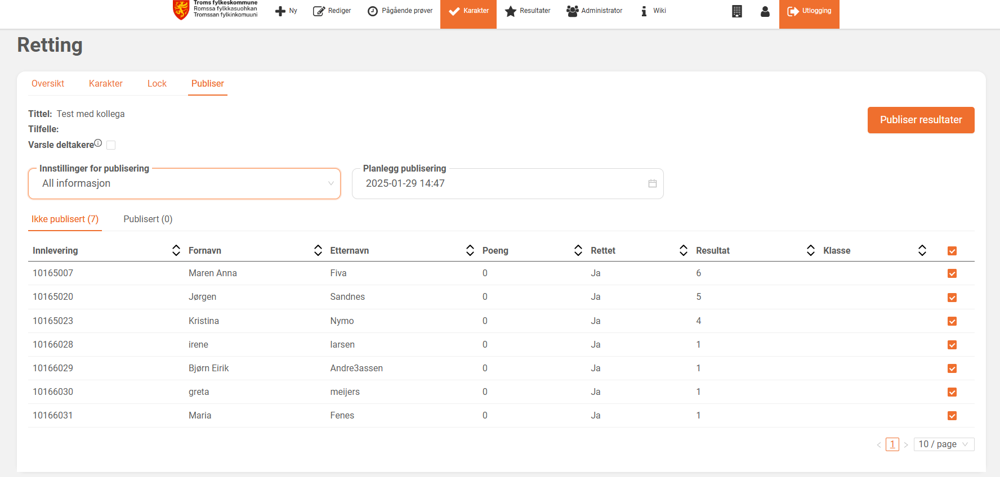 Troms fylkeskommune
Romssa fylkkasuohkan
Tromssan fylkinkomuuni
Ny
Rediger
Pågående prøver
Karakter
Resultater
Administrator
Wiki
Utlogging
Retting
Oversikt Karakter Lock Publiser
Tittel: Test med kollega
Publiser resultater
Tilfelle:
Varsle deltakere
Innstillinger for publisering
All informasjon
Planlegg publisering
2025-01-29 14:47
Ikke publisert (7) Publisert (0)
Innlevering Fornavn Etternavn Poeng Rettet Resultat Klasse
10165007 Maren Anna Fiva 0 Ja 6
10165020 Jørgen Sandnes 0 Ja 5
10165023 Kristina Nymo 0 Ja 4
10166028 irene larsen 0 Ja 1
10166029 Bjørn Eirik Andre3assen 0 Ja 1
10166030 greta meijers 0 Ja 1
10166031 Maria Fenes 0 Ja 1
< 1 > 10 / page